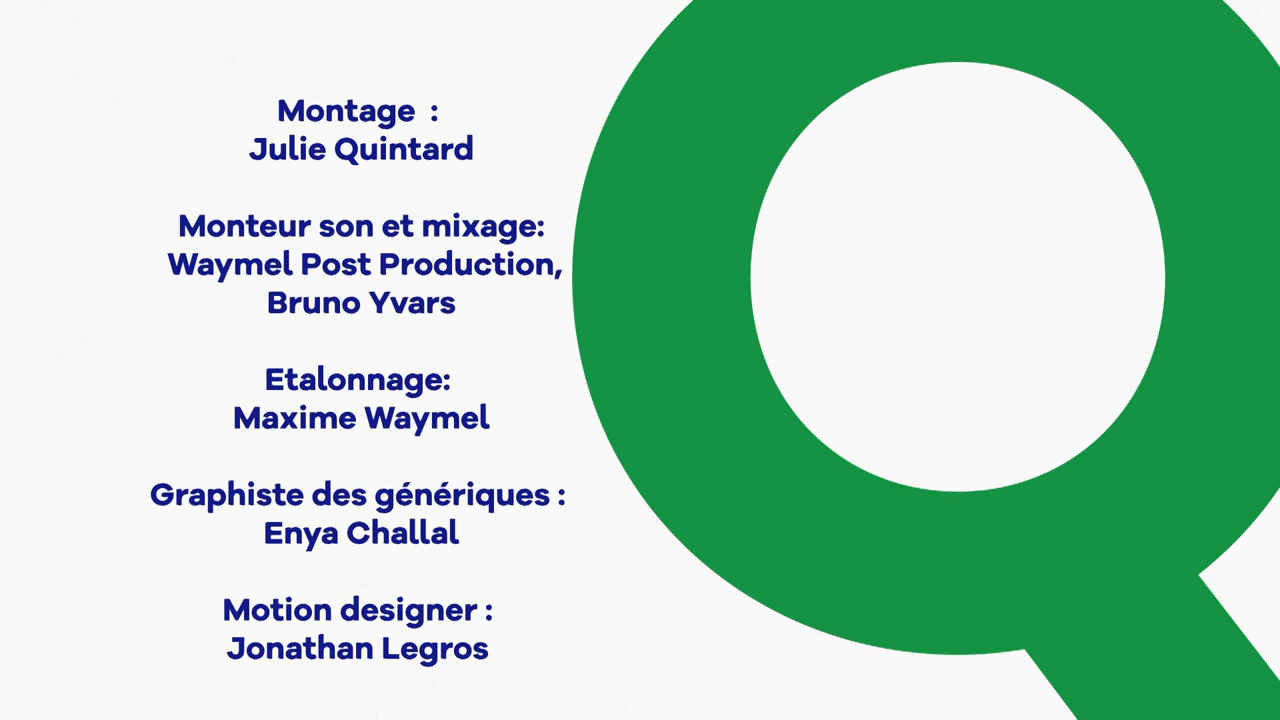 Montage  :
Julie Quintard
Monteur son et mixage:
Waymel Post Production,
Bruno Yvars
Etalonnage:
Maxime Waymel
Graphiste des génériques :
Enya Challal
Motion designer :
Jonathan Legros
Q